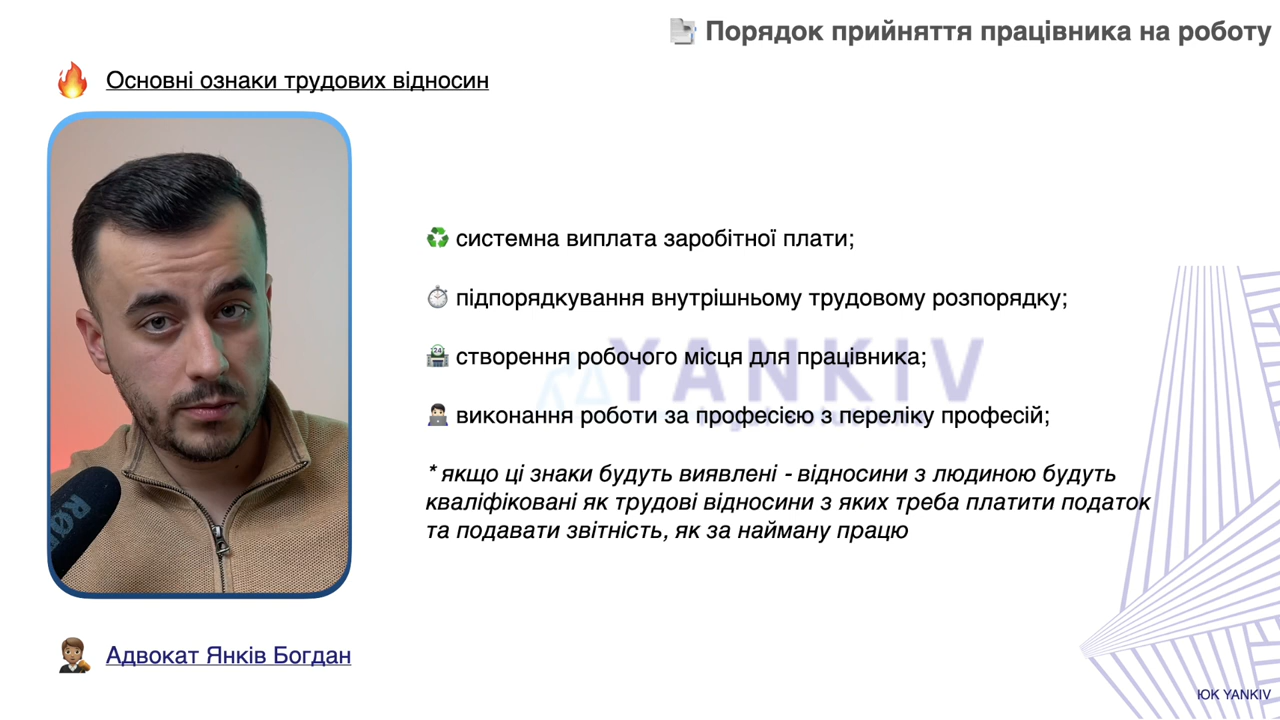 Порядок прийняття працівника на роботу
Основні ознаки трудових відносин
системна виплата заробітної плати;
підпорядкування внутрішньому трудовому розпорядку;
створення робочого місця для працівника;
YANKIV
виконання роботи за професією з переліку професій;
* якщо ці знаки будуть виявлені - відносини з людиною будуть
кваліфіковані як трудові відносини з яких треба платити податок
та подавати звітність, як за найману працю
Адвокат Янків Богдан
ЮК YANKIV